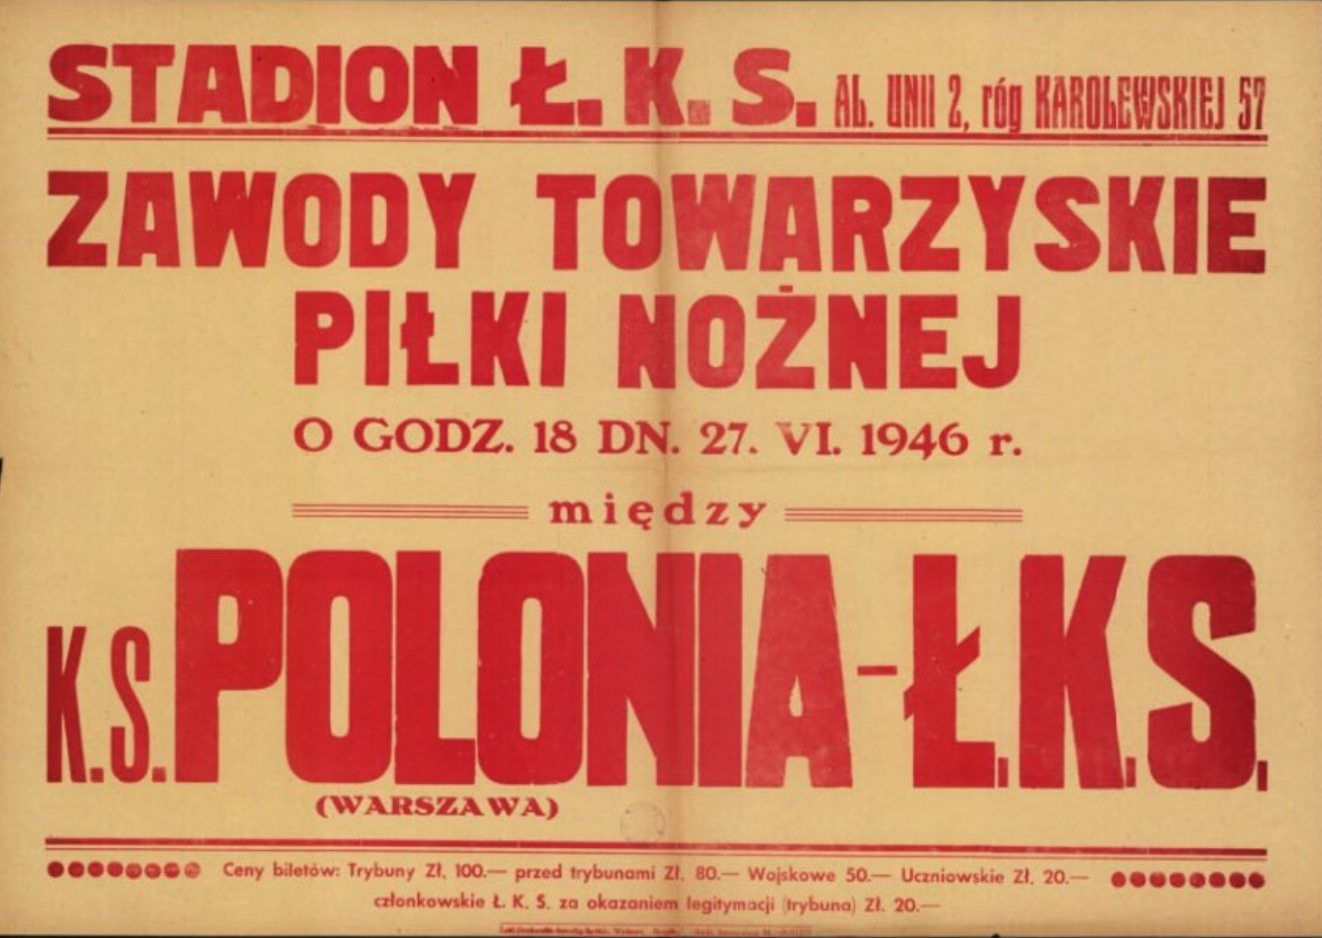 STADION Ł. K. S. AL. UNII 2, róg KAROLEWSKIEJ 57
ZAWODY TOWARZYSKIE
PIŁKI NOŻNEJ
O GODZ. 18 DN. 27. VI. 1946 r.
między
K.S. POLONIA-Ł.K.S.
(WARSZAWA)
Ceny biletów: Trybuny Zł. 100.— przed trybunami Zł. 80.— Wojskowe 50.— Uczniowskie Zł. 20.—
członkowskie Ł. K. S. za okazaniem legitymacji (trybuna) Zł. 20.—